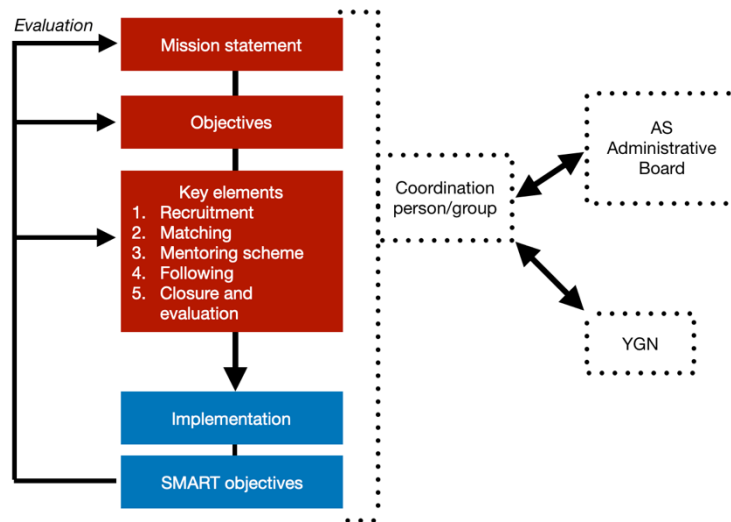 Evaluation
Mission statement
Objectives
Key elements
1. Recruitment
2. Matching
3. Mentoring scheme
4. Following
5. Closure and
evaluation
Implementation
SMART objectives
Coordination
person/group
AS
Administrative
Board
YGN